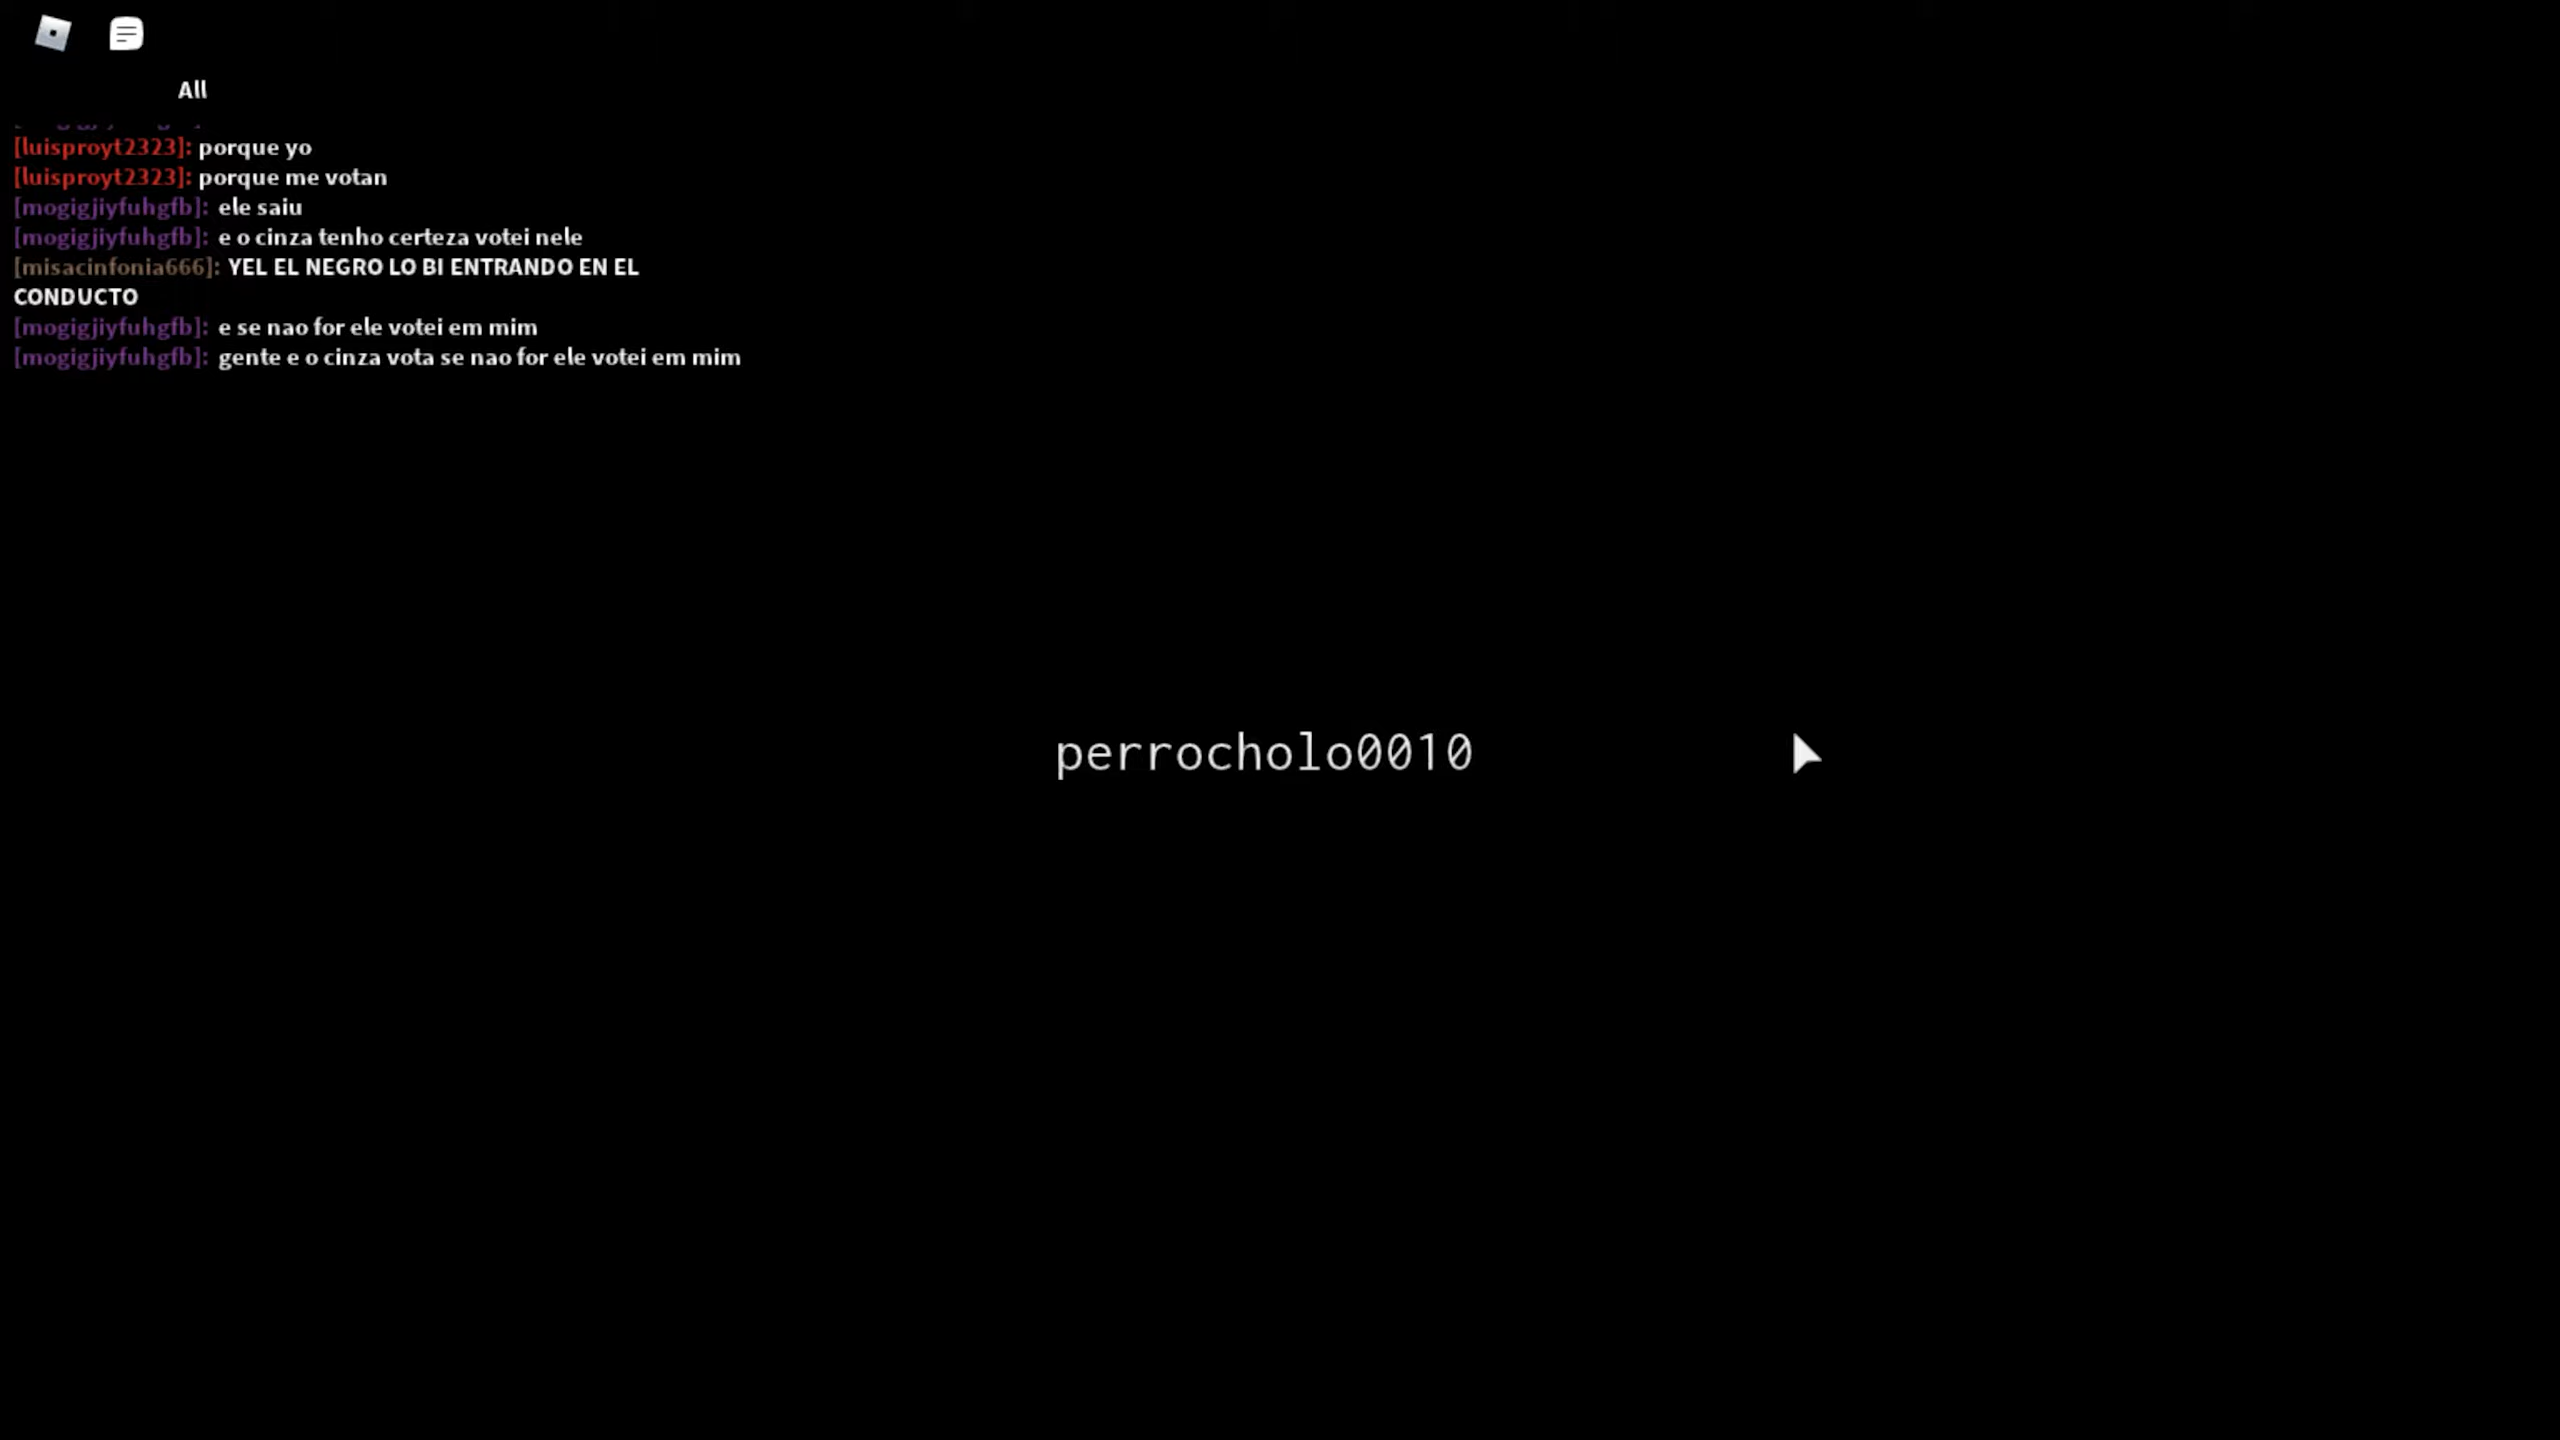 All
[luisproyt2323]: porque yo
[luisproyt2323]: porque me votan
[mogigjiyfuhgfb]: ele saiu
[mogigjiyfuhgfb]: e o cinza tenho certeza votei nele
[misacinfonia666]: YEL EL NEGRO LO BI ENTRANDO EN EL
CONDUCTO
[mogigjiyfuhgfb]: e se nao for ele votei em mim
[mogigjiyfuhgfb]: gente e o cinza vota se nao for ele votei em mim
perrocholo0010